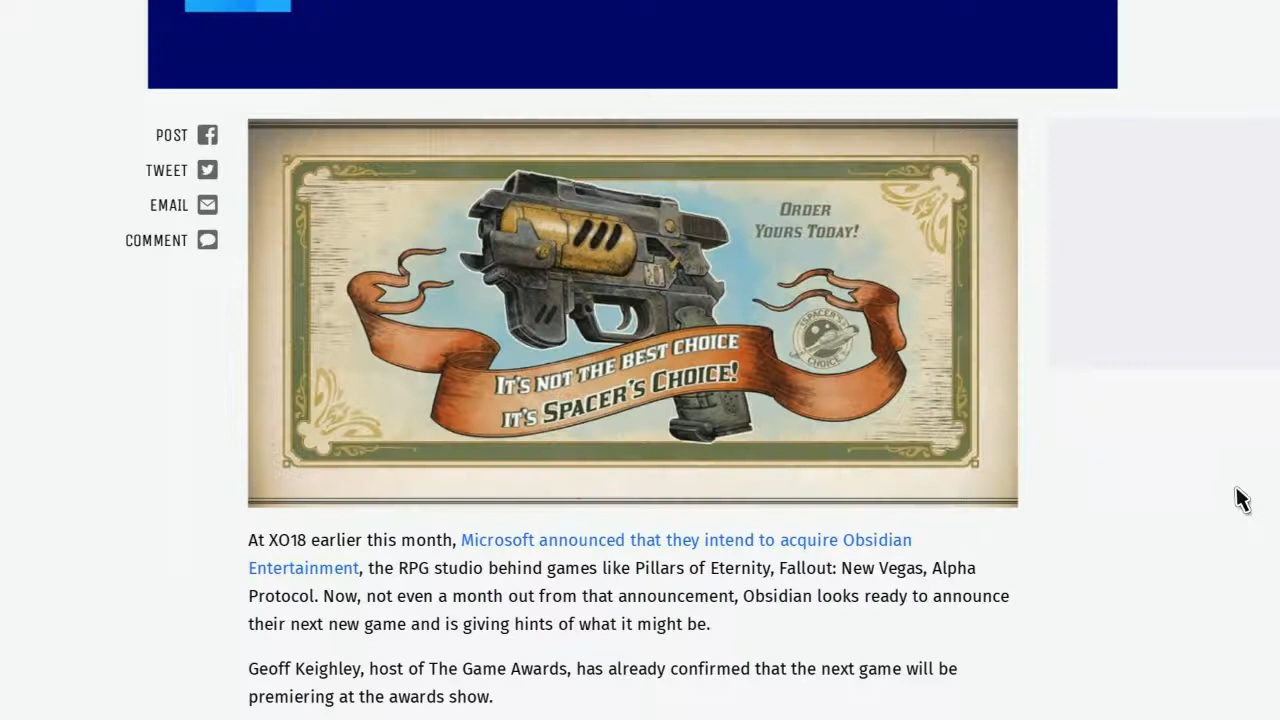 POST
TWEET
EMAIL
COMMENT
ORDER
YOURS TODAY!
SPACER'S
CHOICE
IT'S NOT THE BEST CHOICE
IT'S SPACER'S CHOICE!
At XO18 earlier this month, Microsoft announced that they intend to acquire Obsidian
Entertainment, the RPG studio behind games like Pillars of Eternity, Fallout: New Vegas, Alpha
Protocol. Now, not even a month out from that announcement, Obsidian looks ready to announce
their next new game and is giving hints of what it might be.
Geoff Keighley, host of The Game Awards, has already confirmed that the next game will be
premiering at the awards show.